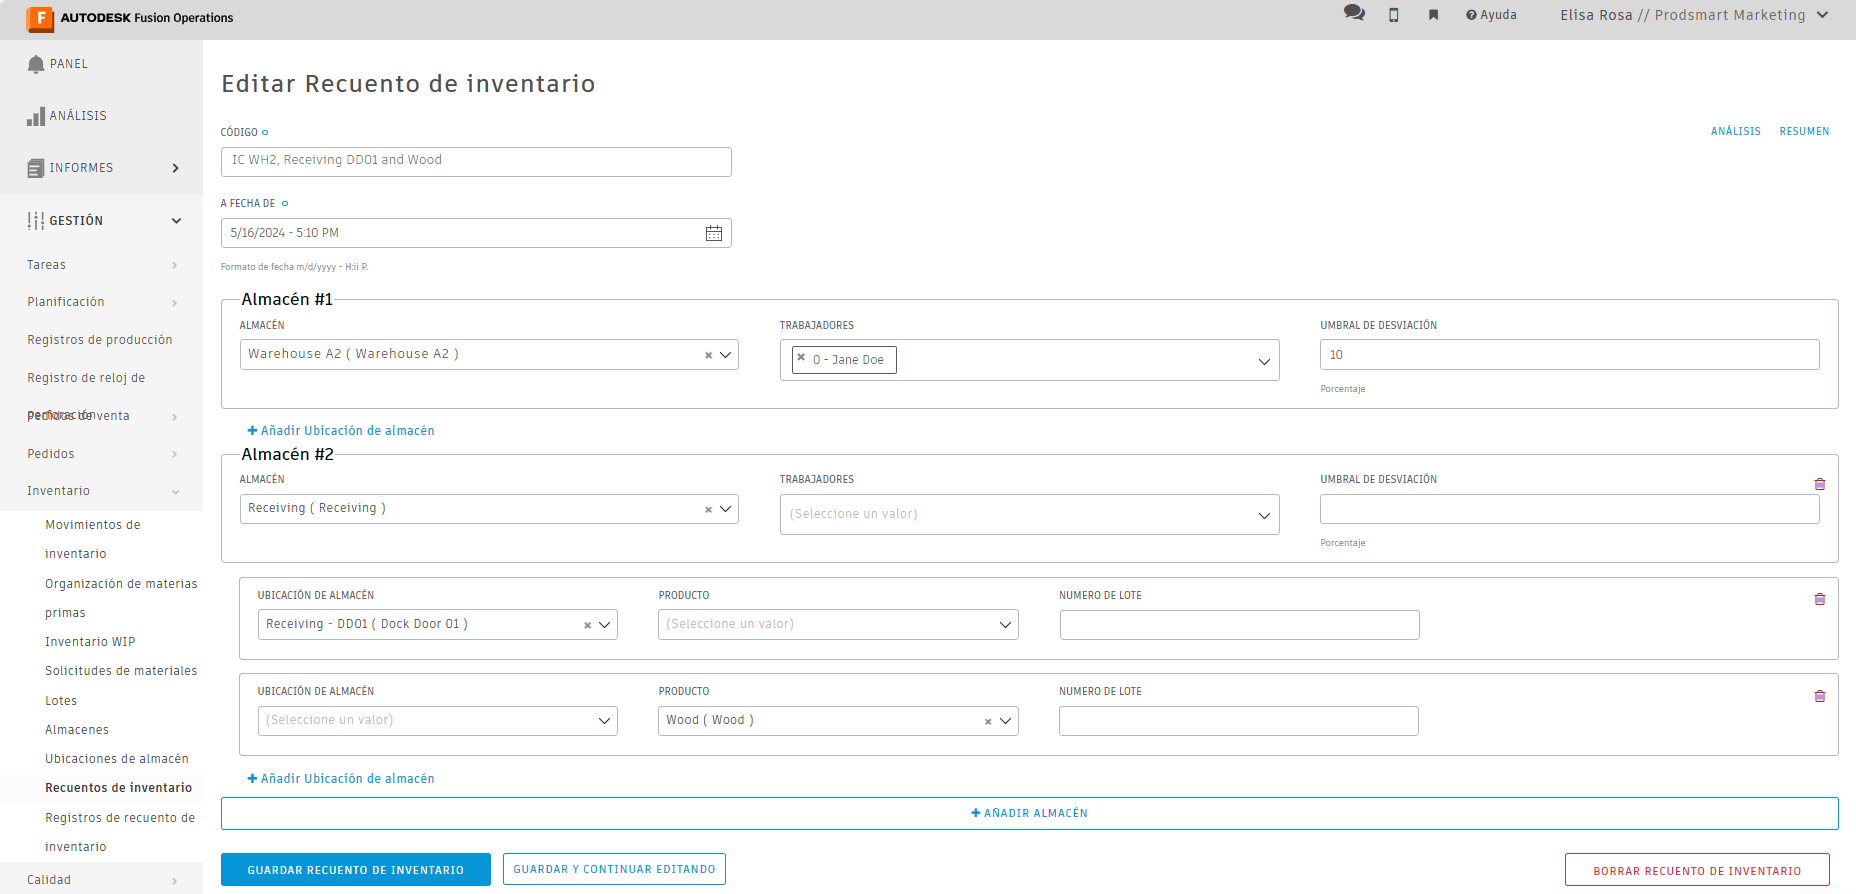 F AUTODESK Fusion Operations
Ayuda
Elisa Rosa // Prodsmart Marketing
PANEL
ANÁLISIS
INFORMES
GESTIÓN
Tareas
Planificación
Registros de producción
Registro de reloj de
perforación
Pedidos de venta
Pedidos
Inventario
Movimientos de
inventario
Organización de materias
primas
Inventario WIP
Solicitudes de materiales
Lotes
Almacenes
Ubicaciones de almacén
Recuentos de inventario
Registros de recuento de
inventario
Calidad
Editar Recuento de inventario
ANÁLISIS RESUMEN
CÓDIGO
IC WH2, Receiving DD01 and Wood
A FECHA DE
5/16/2024 - 5:10 PM
Formato de fecha m/d/yyyy - H:ii P.
Almacén #1
ALMACÉN TRABAJADORES UMBRAL DE DESVIACIÓN
Warehouse A2 ( Warehouse A2 ) 0 - Jane Doe 10
Porcentaje
+ Añadir Ubicación de almacén
Almacén #2
ALMACÉN TRABAJADORES UMBRAL DE DESVIACIÓN
Receiving ( Receiving ) (Seleccione un valor)
Porcentaje
UBICACIÓN DE ALMACÉN PRODUCTO NUMERO DE LOTE
Receiving - DD01 ( Dock Door 01 ) (Seleccione un valor)
UBICACIÓN DE ALMACÉN PRODUCTO NUMERO DE LOTE
(Seleccione un valor) Wood ( Wood )
+ Añadir Ubicación de almacén
+ AÑADIR ALMACÉN
GUARDAR RECUENTO DE INVENTARIO GUARDAR Y CONTINUAR EDITANDO BORRAR RECUENTO DE INVENTARIO